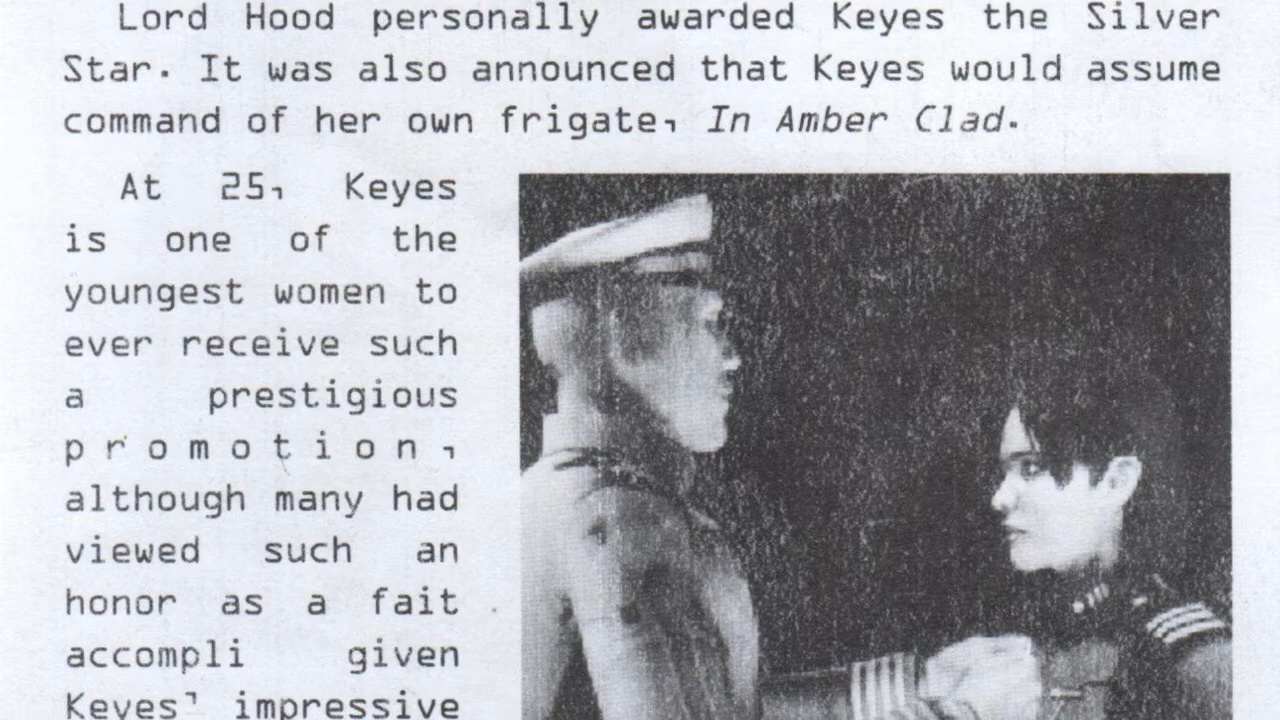 Lord Hood personally awarded Keyes the Silver
Star. It was also announced that Keyes would assume
command of her own frigate, In Amber Clad.
At 25, Keyes
is one of the
youngest women to
ever receive such
a prestigious
promotion,
although many had
viewed such an
honor as a fait
accompli given
Keyes' impressive